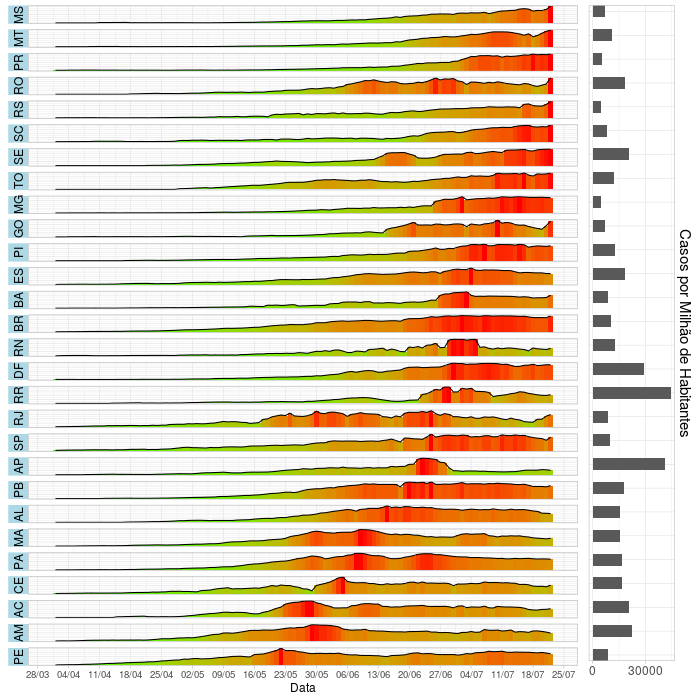 MS
MT
PR
RO
RS
SC
SE
TO
MG
GO
PI
ES
BA
BR
RN
DF
RR
RJ
SP
AP
PB
AL
MA
PA
CE
AC
AM
PE
28/03 04/04 11/04 18/04 25/04 02/05 09/05 16/05 23/05 30/05 06/06 13/06 20/06 27/06 04/07 11/07 18/07 25/07
Data
0 30000
Casos por Milhão de Habitantes